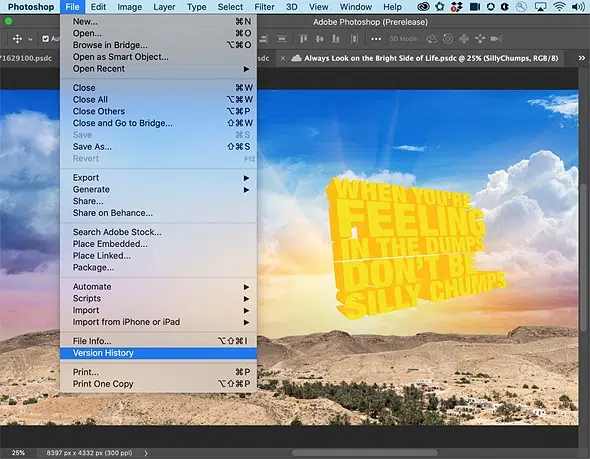 Photoshop File Edit Image Layer Type Select Filter 3D View Window Help
Adobe Photoshop (Prerelease)
3D Mode:
1629100.psdc
.psdc × Always Look on the Bright Side of Life.psdc @ 25% (SillyChumps, RGB/8) »
New... ⌘N
Open... ⌘O
Browse in Bridge... ⌥⌘O
Open as Smart Object...
Open Recent ▶
Close ⌘W
Close All ⌥⌘W
Close Others ⌥⌘P
Close and Go to Bridge... ⇧⌘W
Save ⌘S
Save As... ⇧⌘S
Revert F12
Export ▶
Generate ▶
Share...
Share on Behance...
Search Adobe Stock...
Place Embedded...
Place Linked...
Package...
Automate ▶
Scripts ▶
Import ▶
Import from iPhone or iPad ▶
File Info... ⌥⇧⌘I
Version History
Print... ⌘P
Print One Copy ⌥⇧⌘P
WHEN YOU'RE
FEELING
IN THE DUMPS
DON'T BE
SILLY CHUMPS
25% 8397 px x 4332 px (300 ppi) >